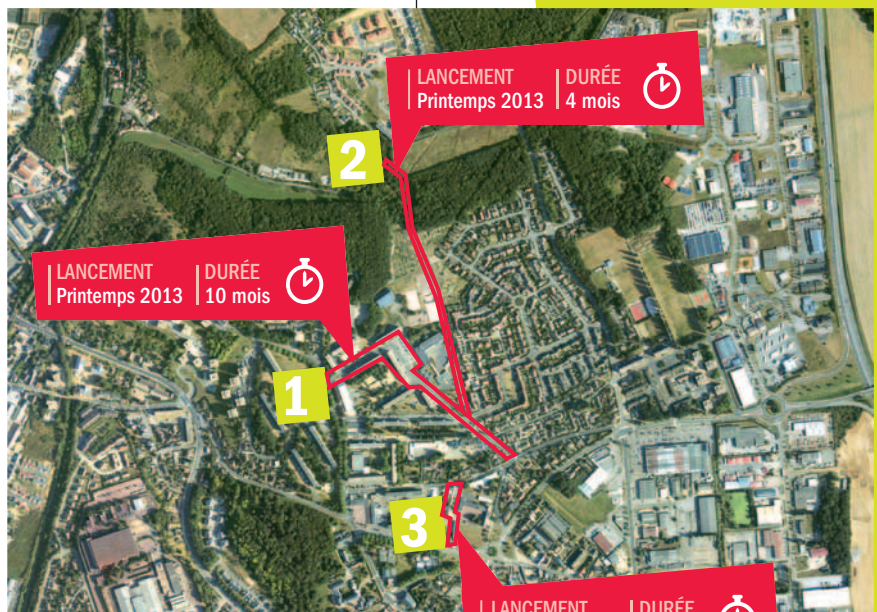 LANCEMENT
Printemps 2013
DURÉE
4 mois
2
LANCEMENT
Printemps 2013
DURÉE
10 mois
1
3
LANCEMENT
DURÉE